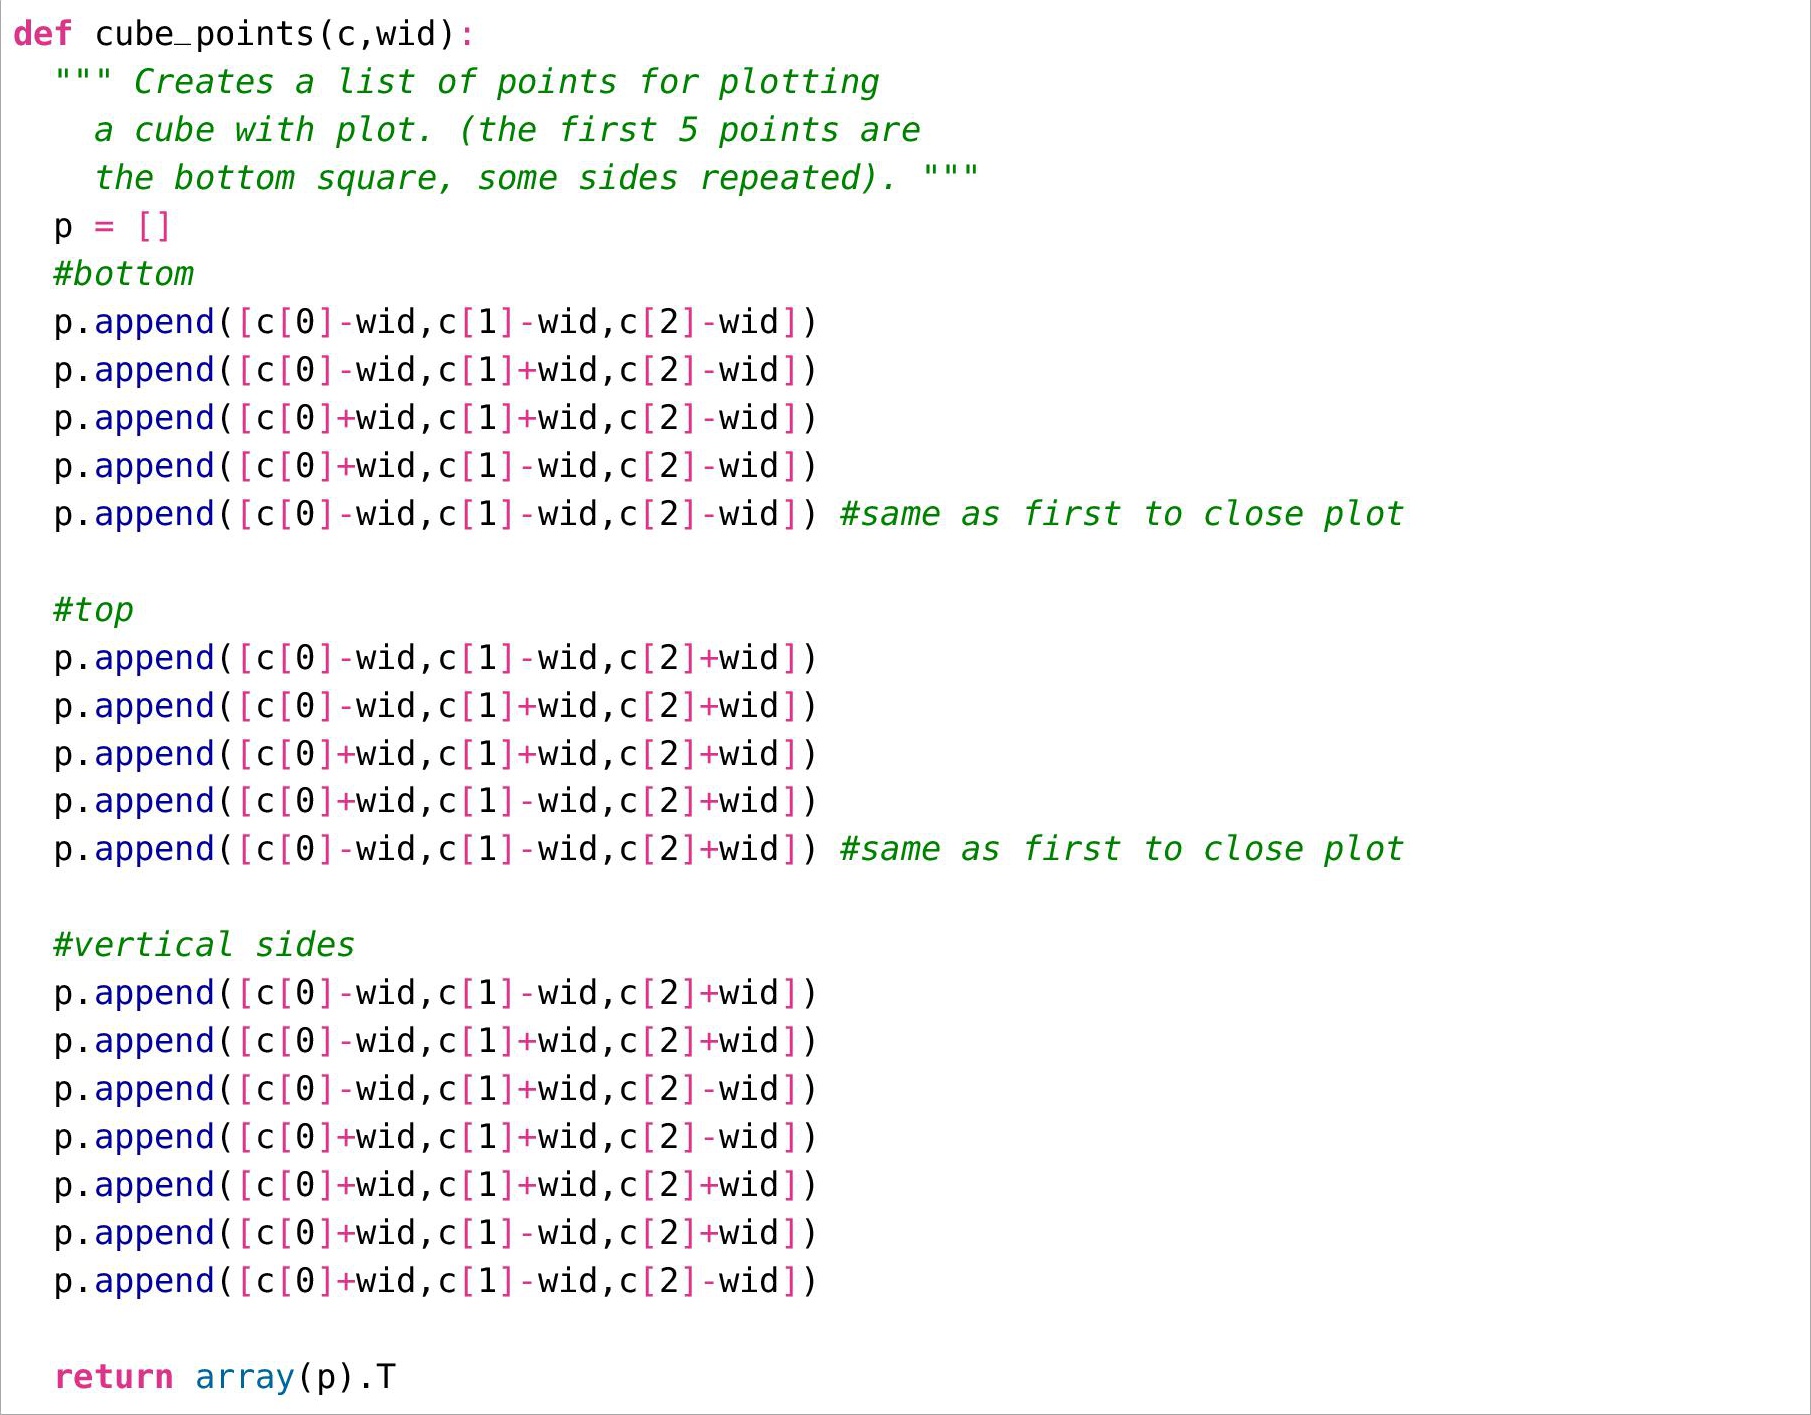 def cube_points(c,wid):
  """ Creates a list of points for plotting
    a cube with plot. (the first 5 points are
    the bottom square, some sides repeated). """
  p = []
  #bottom
  p.append([c[0]-wid,c[1]-wid,c[2]-wid])
  p.append([c[0]-wid,c[1]+wid,c[2]-wid])
  p.append([c[0]+wid,c[1]+wid,c[2]-wid])
  p.append([c[0]+wid,c[1]-wid,c[2]-wid])
  p.append([c[0]-wid,c[1]-wid,c[2]-wid]) #same as first to close plot

  #top
  p.append([c[0]-wid,c[1]-wid,c[2]+wid])
  p.append([c[0]-wid,c[1]+wid,c[2]+wid])
  p.append([c[0]+wid,c[1]+wid,c[2]+wid])
  p.append([c[0]+wid,c[1]-wid,c[2]+wid])
  p.append([c[0]-wid,c[1]-wid,c[2]+wid]) #same as first to close plot

  #vertical sides
  p.append([c[0]-wid,c[1]-wid,c[2]+wid])
  p.append([c[0]-wid,c[1]+wid,c[2]+wid])
  p.append([c[0]-wid,c[1]+wid,c[2]-wid])
  p.append([c[0]+wid,c[1]+wid,c[2]-wid])
  p.append([c[0]+wid,c[1]+wid,c[2]+wid])
  p.append([c[0]+wid,c[1]-wid,c[2]+wid])
  p.append([c[0]+wid,c[1]-wid,c[2]-wid])

  return array(p).T